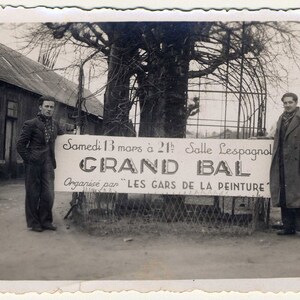 Samedi 13 mars à 21h Salle Lespagnol
GRAND BAL
Organisé par "LES GARS DE LA PEINTURE"